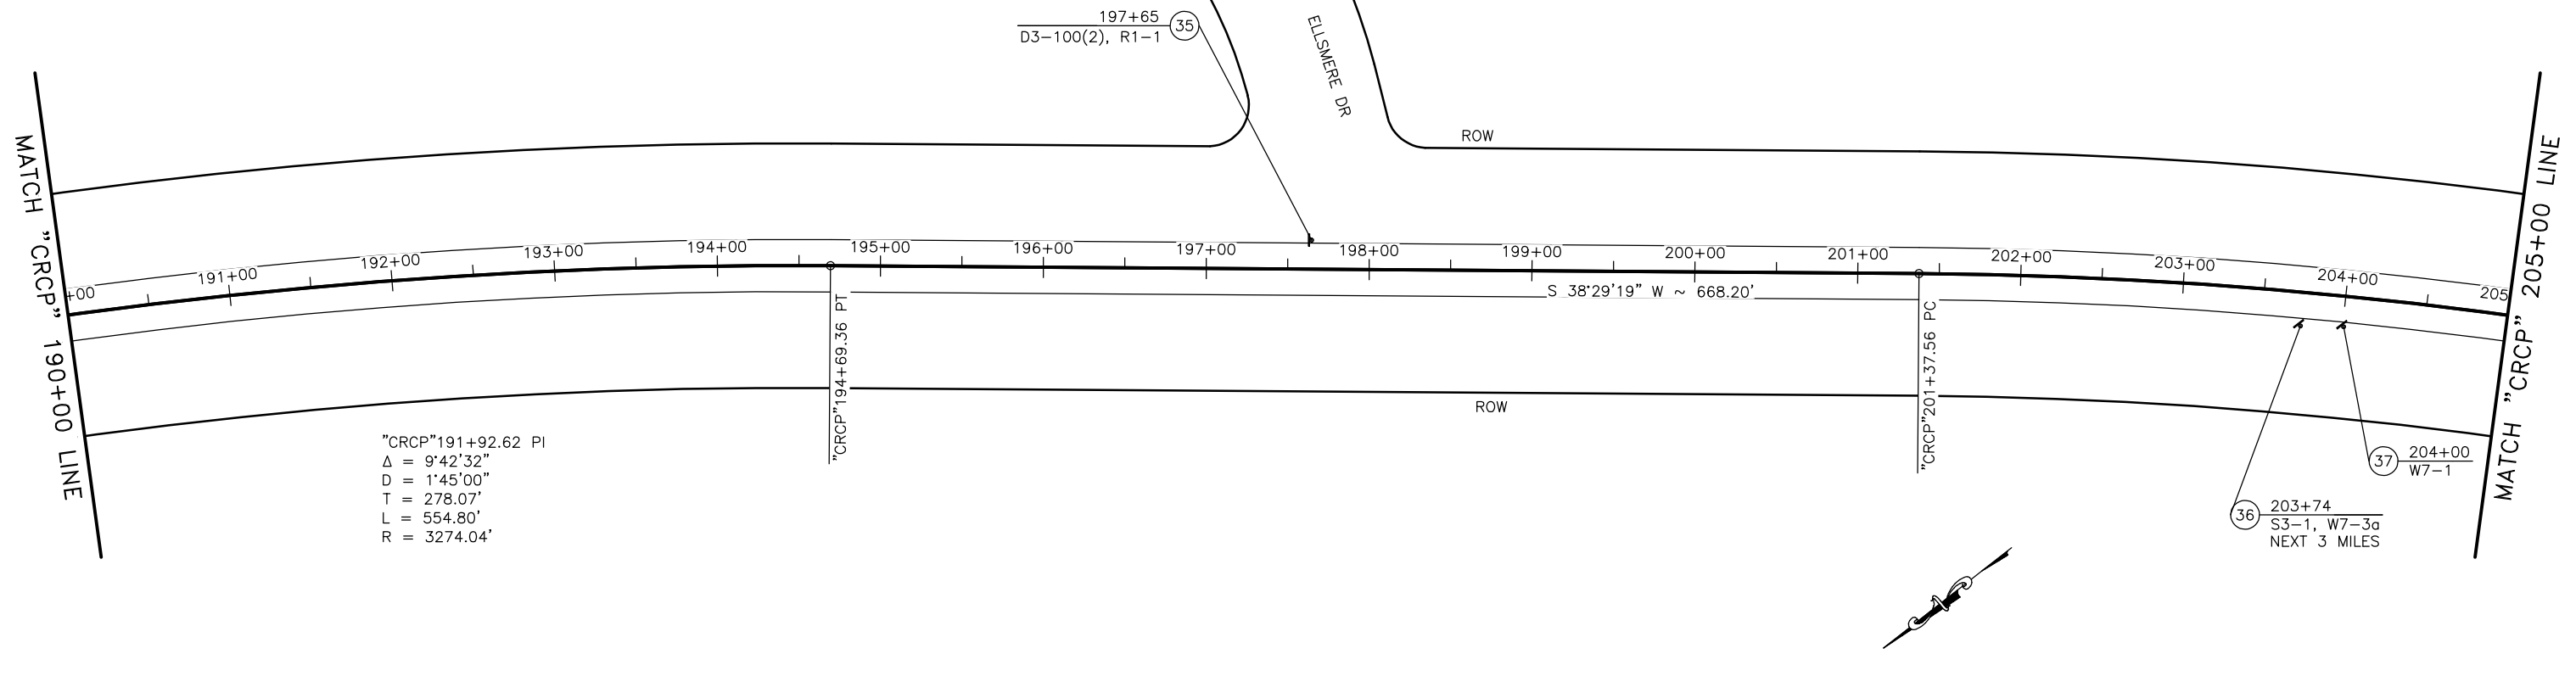 197+65
35
D3-100(2), R1-1
ELLSMERE DR
ROW
MATCH "CRCP" 190+00 LINE
+00
191+00
192+00
193+00
194+00
195+00
196+00
197+00
198+00
199+00
200+00
201+00
202+00
203+00
204+00
205
MATCH "CRCP" 205+00 LINE
S 38°29'19" W ~ 668.20'
"CRCP"194+69.36 PT
"CRCP"201+37.56 PC
ROW
"CRCP"191+92.62 PI
Δ = 9°42'32"
D = 1°45'00"
T = 278.07'
L = 554.80'
R = 3274.04'
37
204+00
W7-1
36
203+74
S3-1, W7-3a
NEXT 3 MILES
N